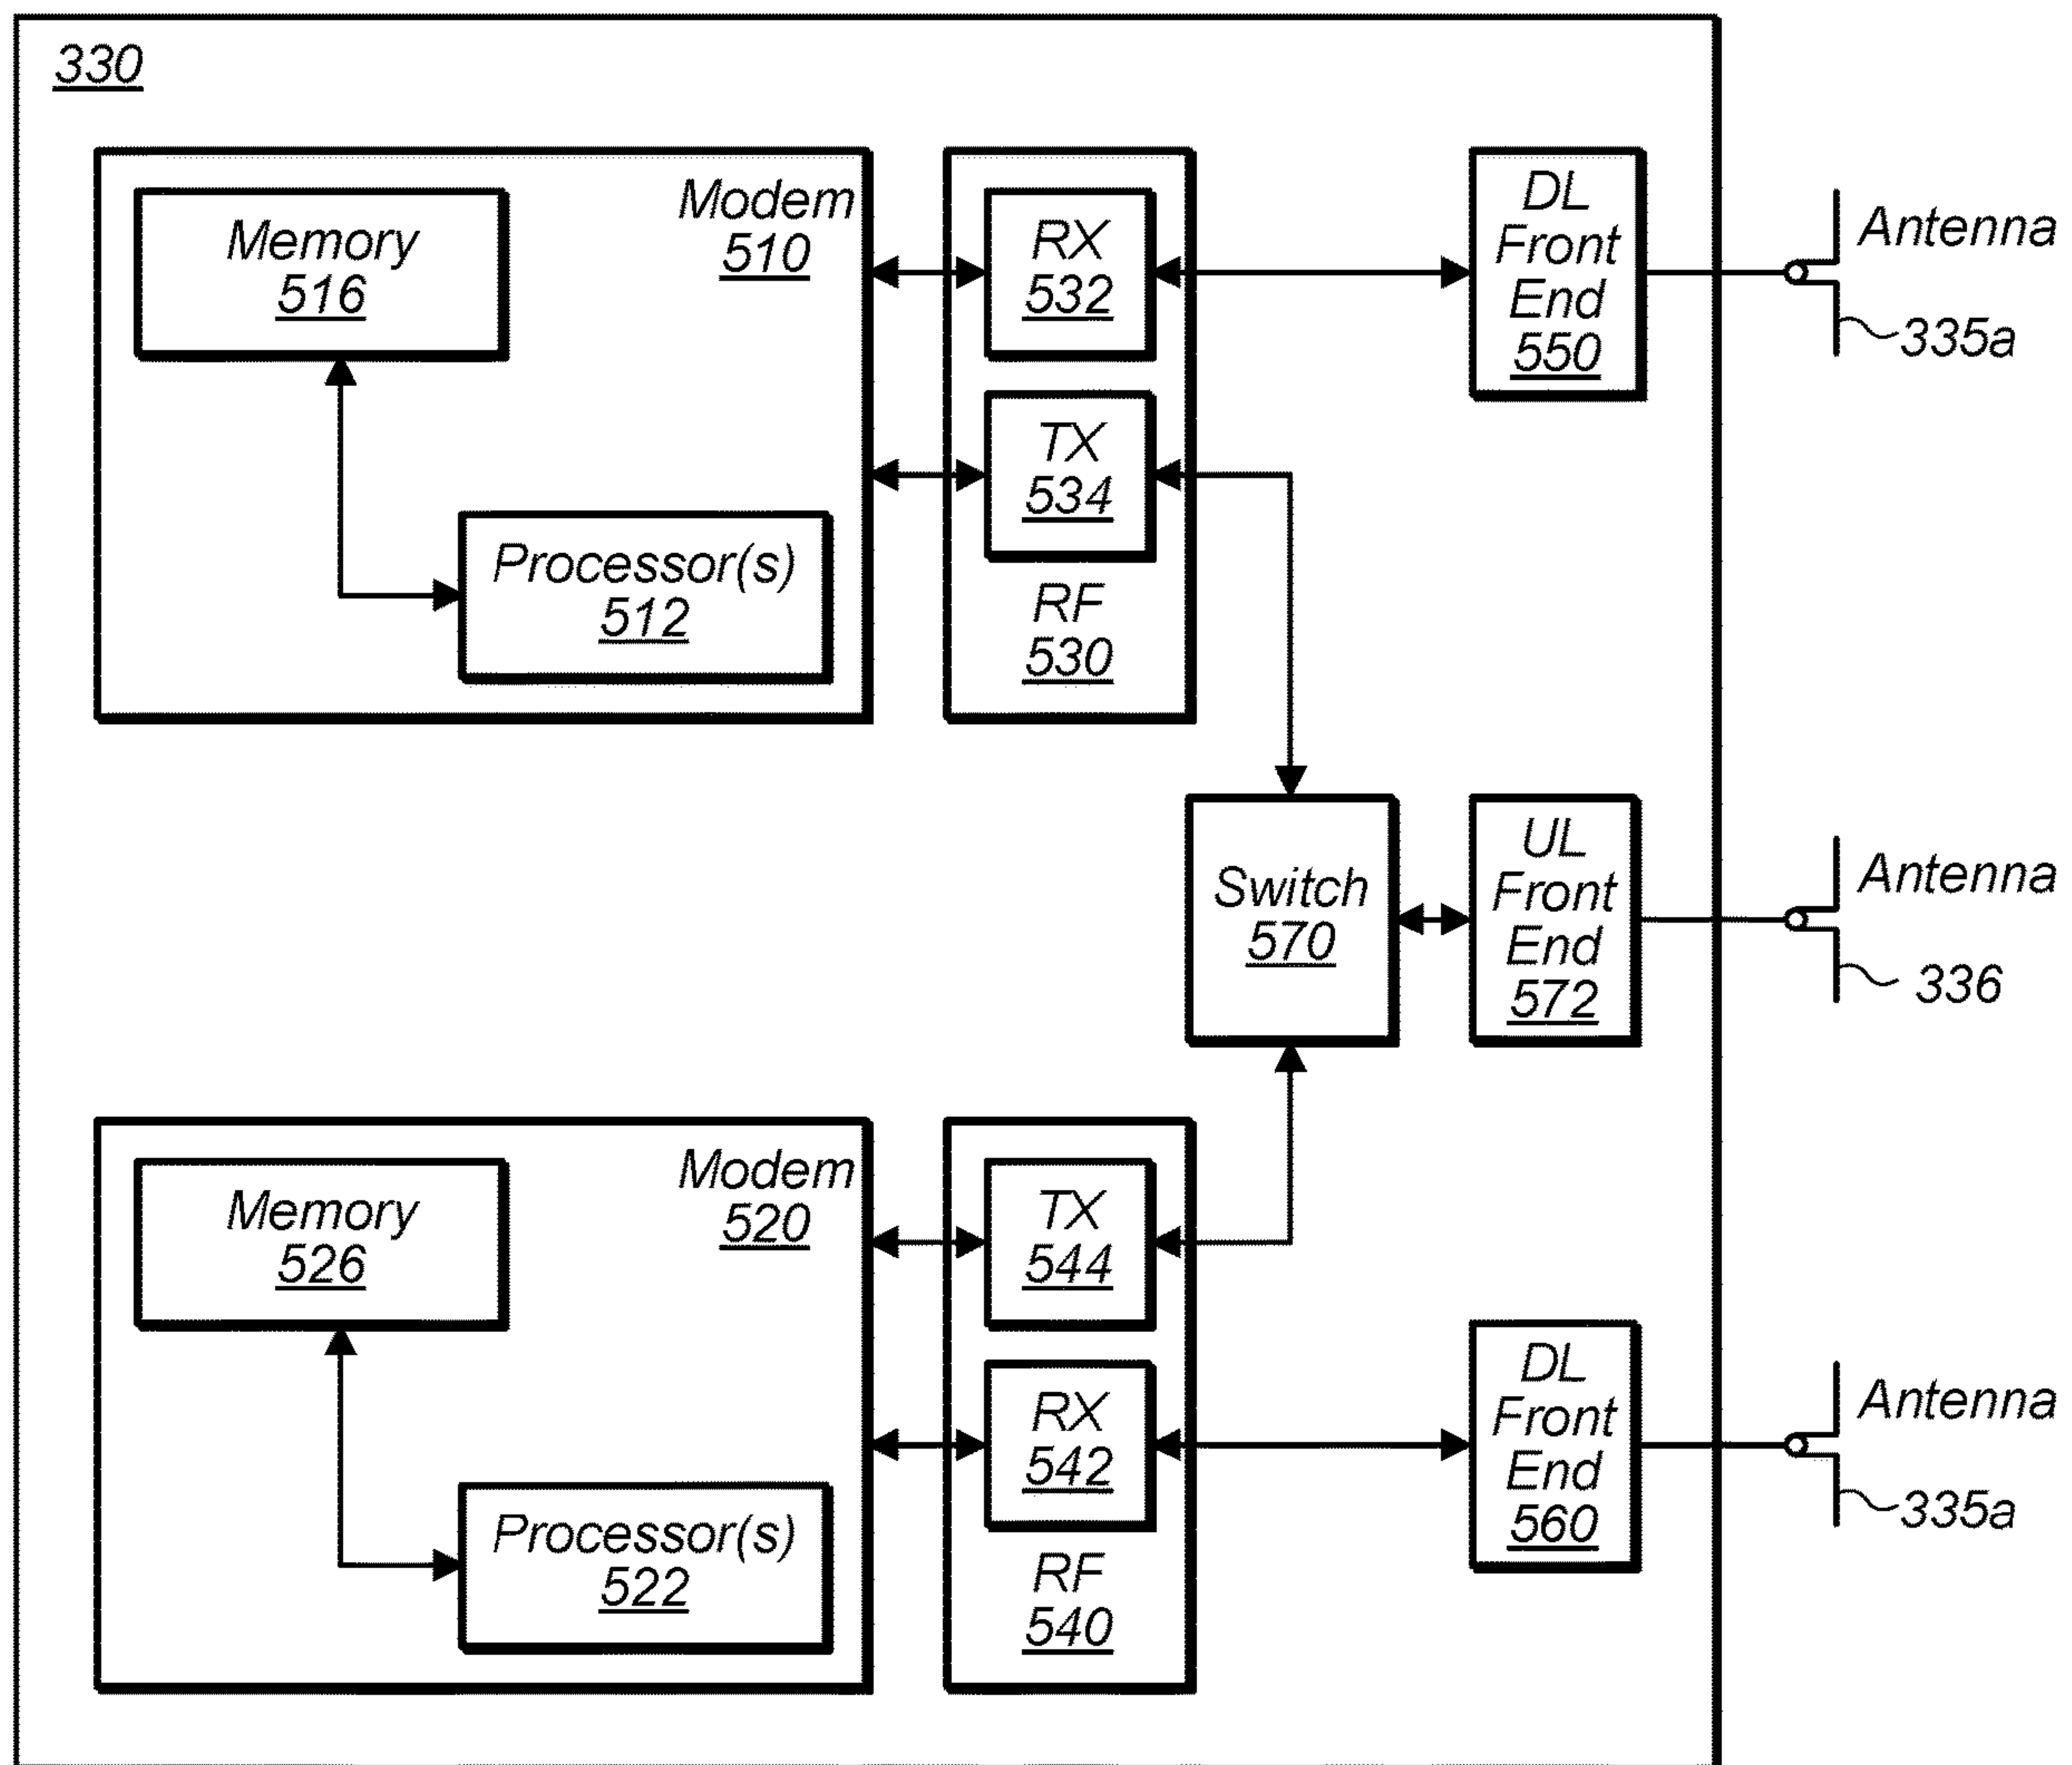 330
Modem
510
Memory
516
Processor(s)
512
RX
532
TX
534
RF
530
DL
Front
End
550
Antenna
335a
Switch
570
UL
Front
End
572
Antenna
336
Modem
520
Memory
526
Processor(s)
522
TX
544
RX
542
RF
540
DL
Front
End
560
Antenna
335a